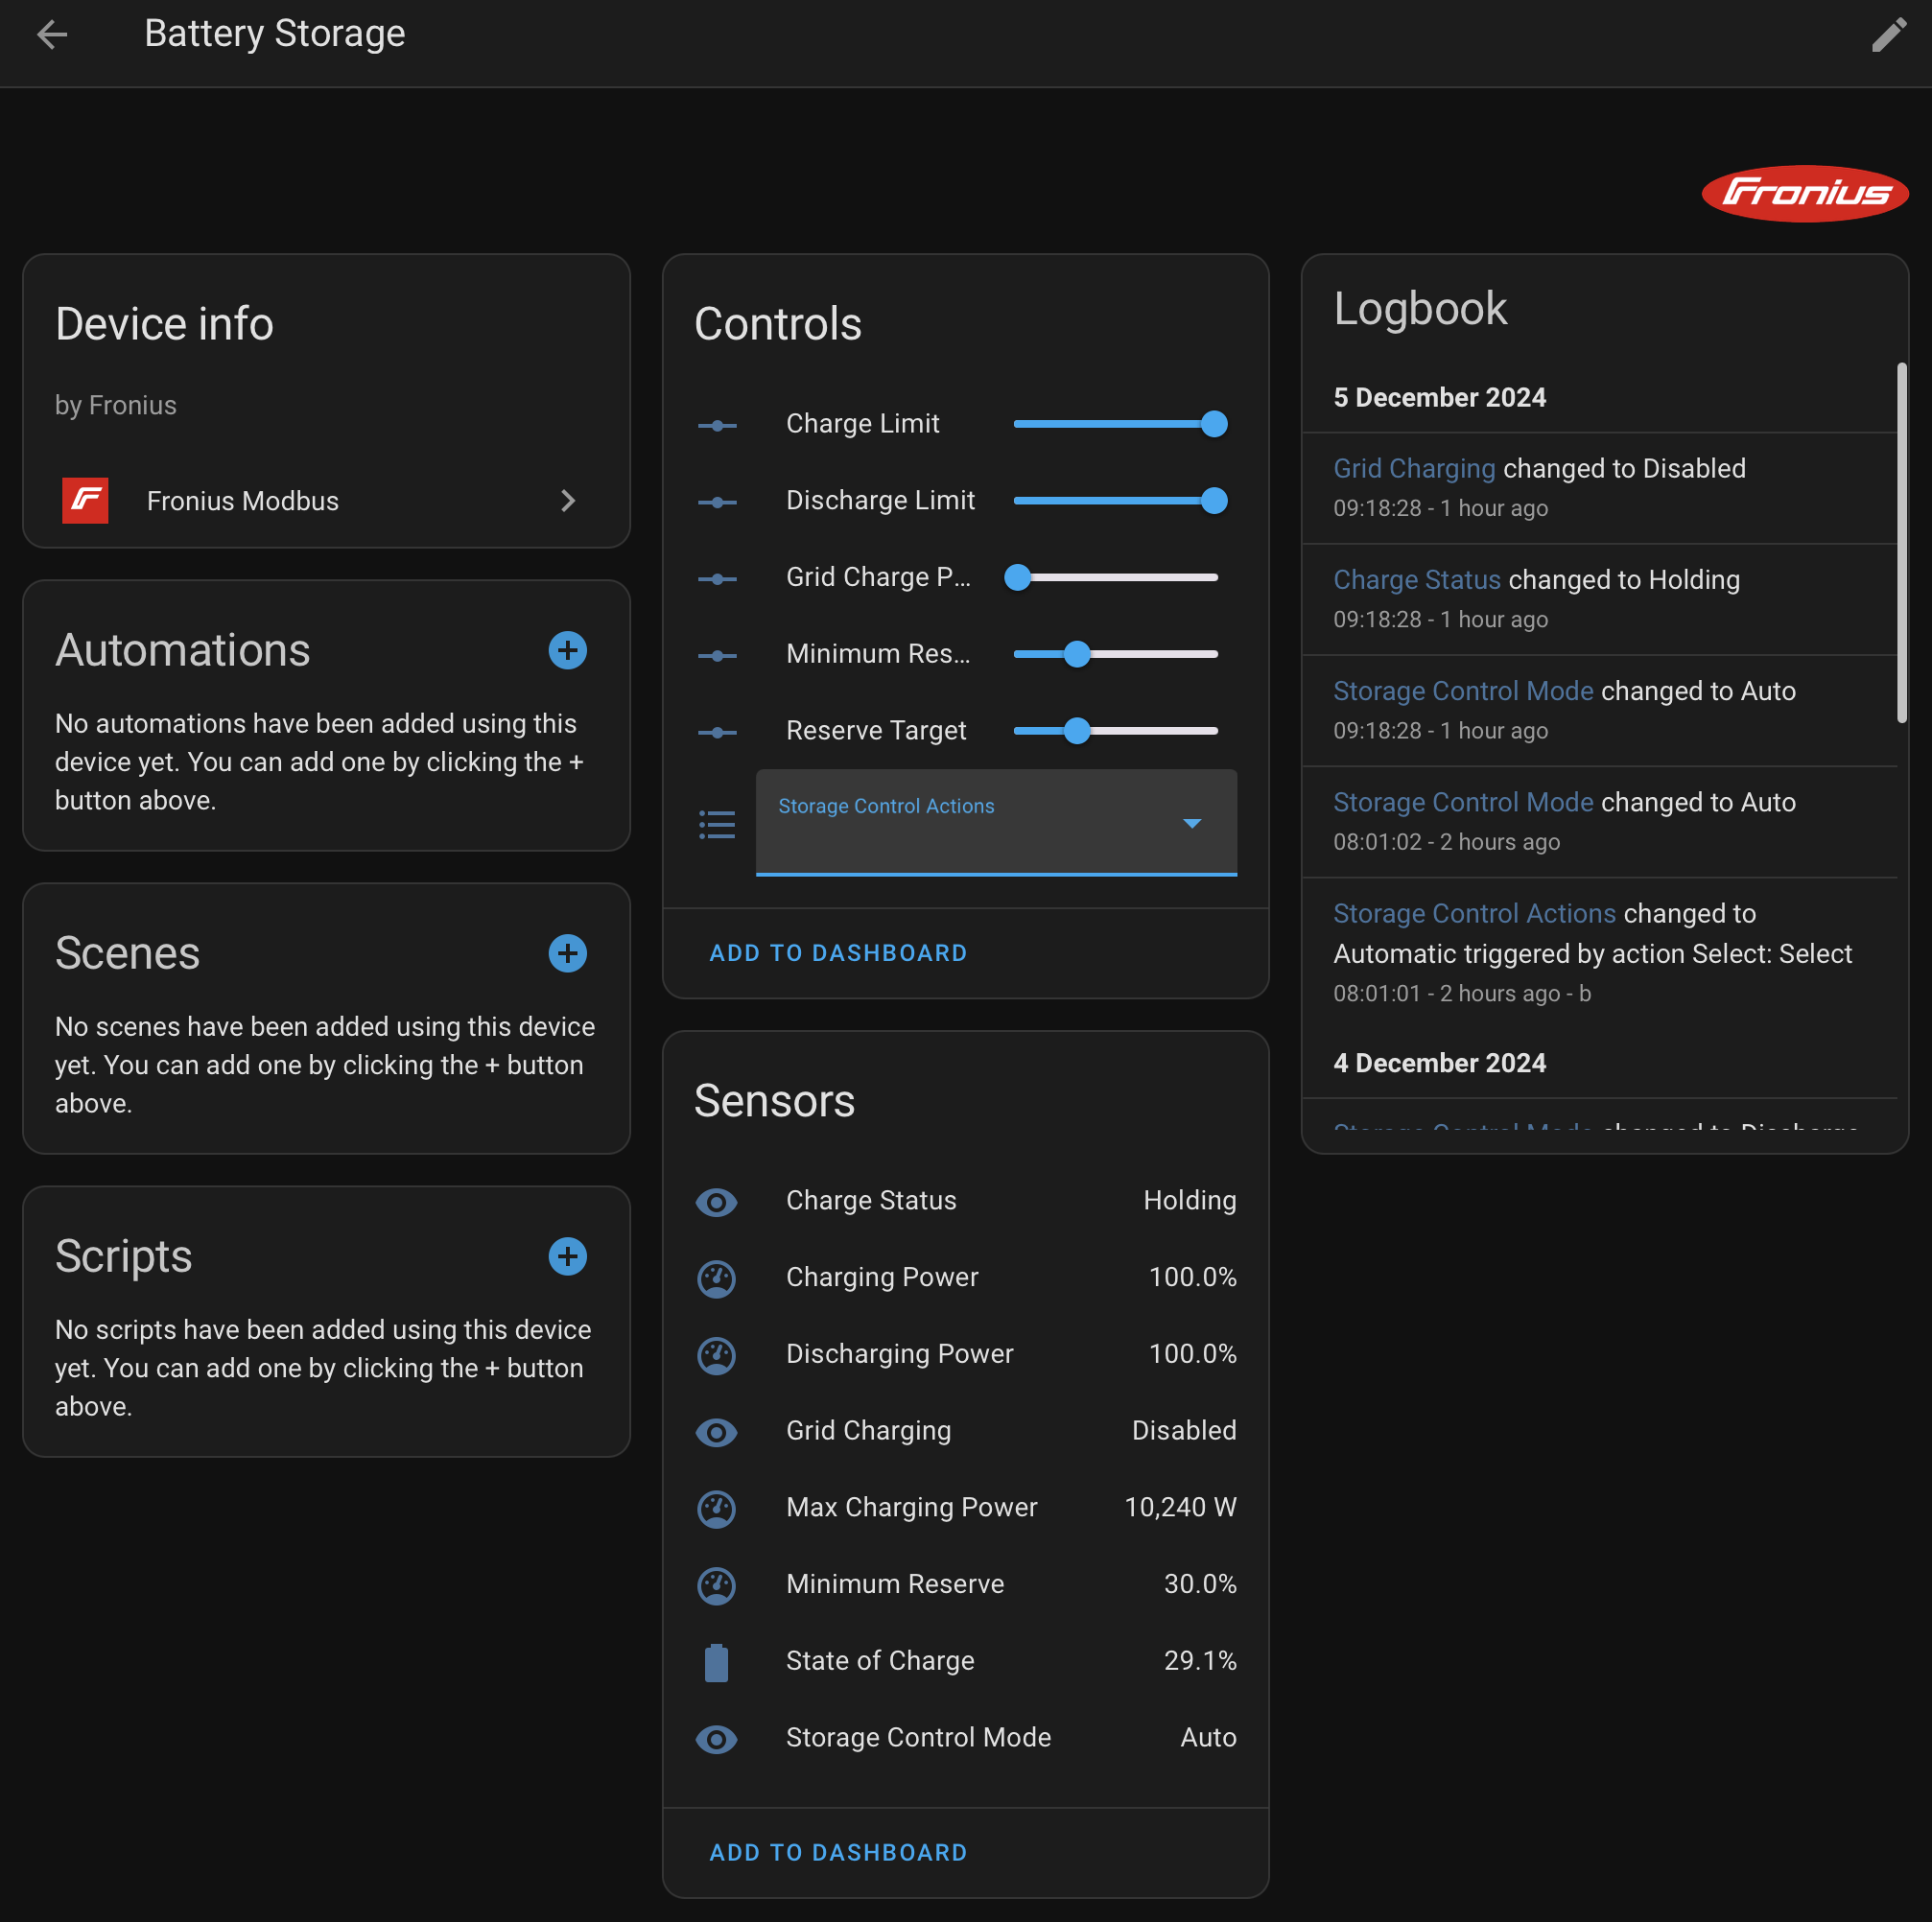 Battery Storage
Fronius
Device info
by Fronius
Fronius Modbus
Automations
No automations have been added using this
device yet. You can add one by clicking the +
button above.
Scenes
No scenes have been added using this device
yet. You can add one by clicking the + button
above.
Scripts
No scripts have been added using this device
yet. You can add one by clicking the + button
above.
Controls
Charge Limit
Discharge Limit
Grid Charge P...
Minimum Res...
Reserve Target
Storage Control Actions
ADD TO DASHBOARD
Sensors
Charge Status Holding
Charging Power 100.0%
Discharging Power 100.0%
Grid Charging Disabled
Max Charging Power 10,240 W
Minimum Reserve 30.0%
State of Charge 29.1%
Storage Control Mode Auto
ADD TO DASHBOARD
Logbook
5 December 2024
Grid Charging changed to Disabled
09:18:28 - 1 hour ago
Charge Status changed to Holding
09:18:28 - 1 hour ago
Storage Control Mode changed to Auto
09:18:28 - 1 hour ago
Storage Control Mode changed to Auto
08:01:02 - 2 hours ago
Storage Control Actions changed to
Automatic triggered by action Select: Select
08:01:01 - 2 hours ago - b
4 December 2024
Storage Control Mode changed to Discharge